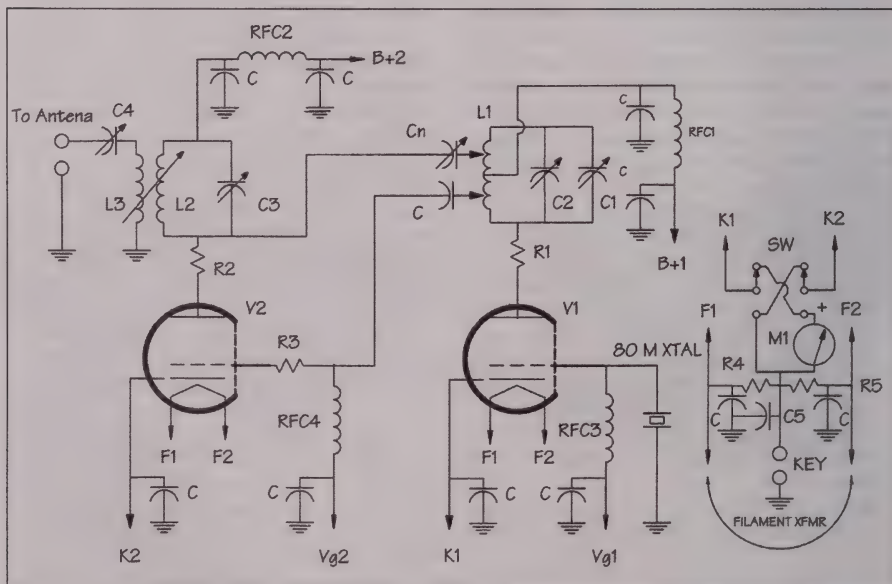 RFC2
C
C
B+2
To Antena
C4
L3
L2
C3
Cn
L1
C
C
RFC1
C2
C1
C
B+1
R2
R1
V2
V1
R3
80 M XTAL
RFC4
RFC3
F1
F2
F1
F2
C
C
C
C
K2
Vg2
K1
Vg1
K1
SW
K2
F1
+
F2
M1
R4
R5
C
C5
C
KEY
FILAMENT XFMR